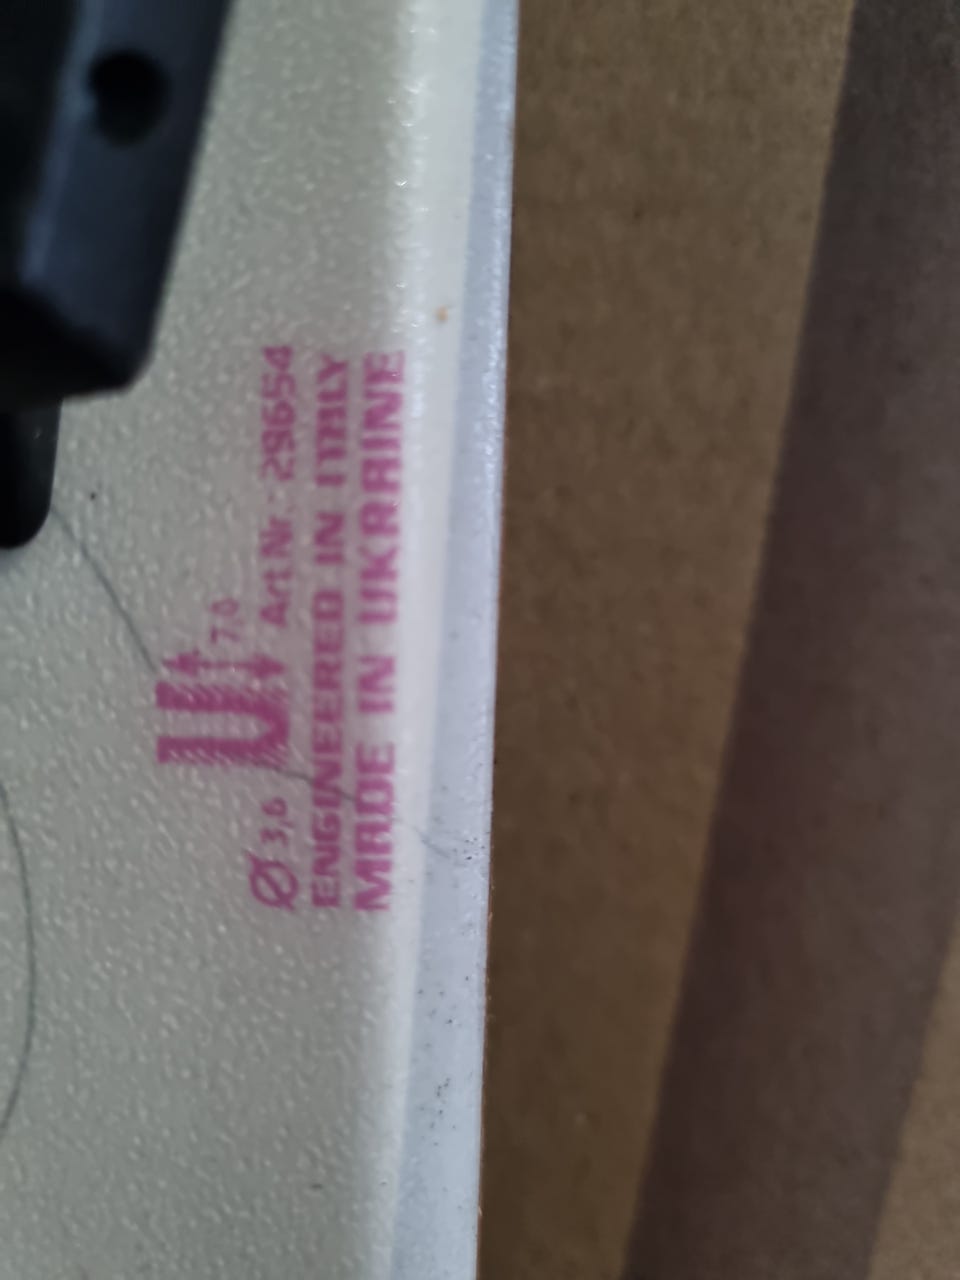 7,0
Ø 3,6 Art Nr.: 29654
ENGINEERED IN ITALY
MADE IN UKRAINE